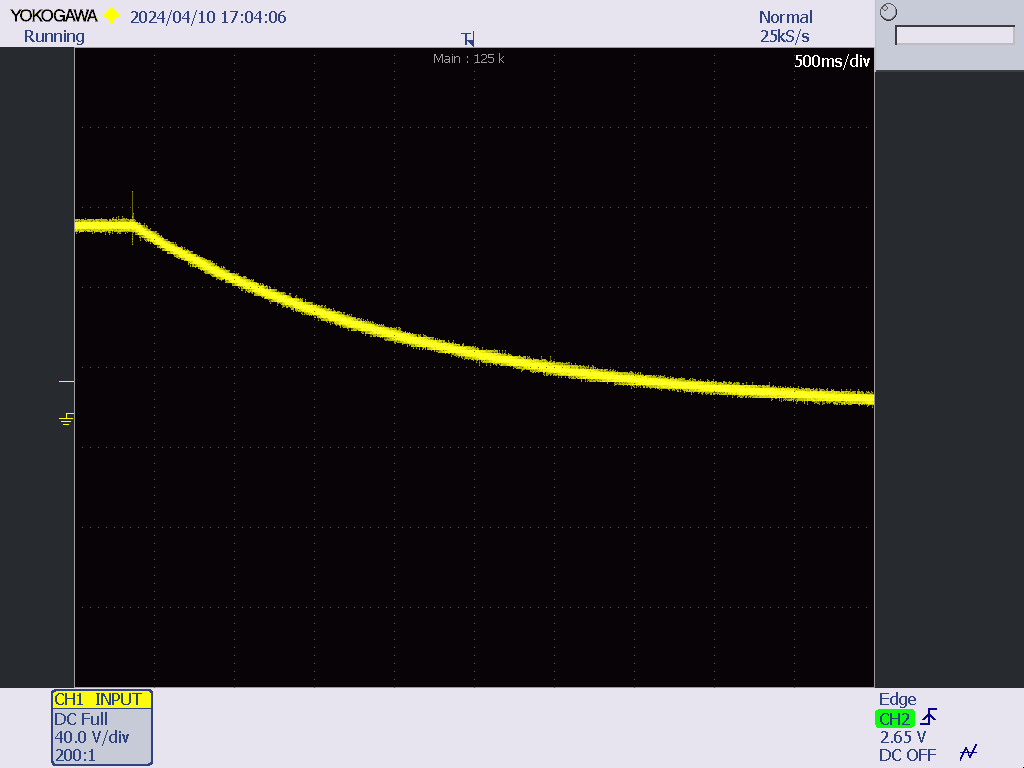 YOKOGAWA 2024/04/10 17:04:06
Running
Normal
25kS/s
T
Main : 125 k
500ms/div
CH1 INPUT
DC Full
40.0 V/div
200:1
Edge
CH2
2.65 V
DC OFF